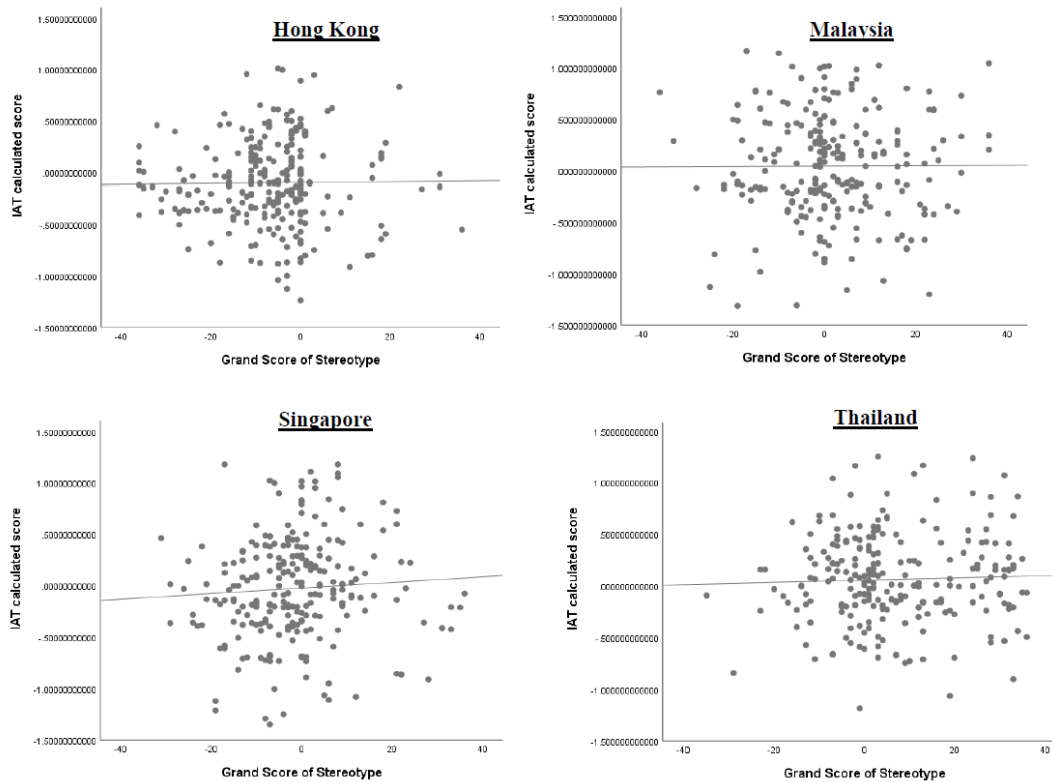 Hong Kong
1.50000000000
1.00000000000
.50000000000
.00000000000
-.50000000000
-1.00000000000
-1.50000000000
IAT calculated score
-40 -20 0 20 40
Grand Score of Stereotype
Malaysia
1.500000000000
1.000000000000
.500000000000
.000000000000
-.500000000000
-1.000000000000
-1.500000000000
IAT calculated score
-40 -20 0 20 40
Grand Score of Stereotype
Singapore
1.50000000000
1.00000000000
.50000000000
.00000000000
-.50000000000
-1.00000000000
-1.50000000000
IAT calculated score
-40 -20 0 20 40
Grand Score of Stereotype
Thailand
1.500000000000
1.000000000000
.500000000000
.000000000000
-.500000000000
-1.000000000000
-1.500000000000
IAT calculated score
-40 -20 0 20 40
Grand Score of Stereotype